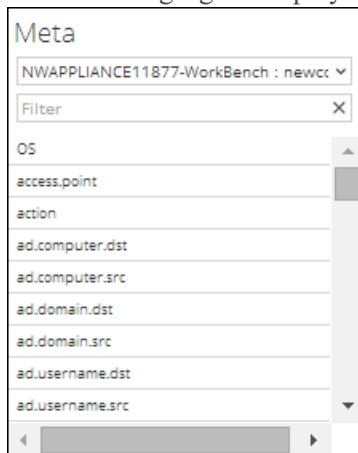 Meta
NWAPPLIANCE11877-WorkBench : newcc
Filter
OS
access.point
action
ad.computer.dst
ad.computer.src
ad.domain.dst
ad.domain.src
ad.username.dst
ad.username.src